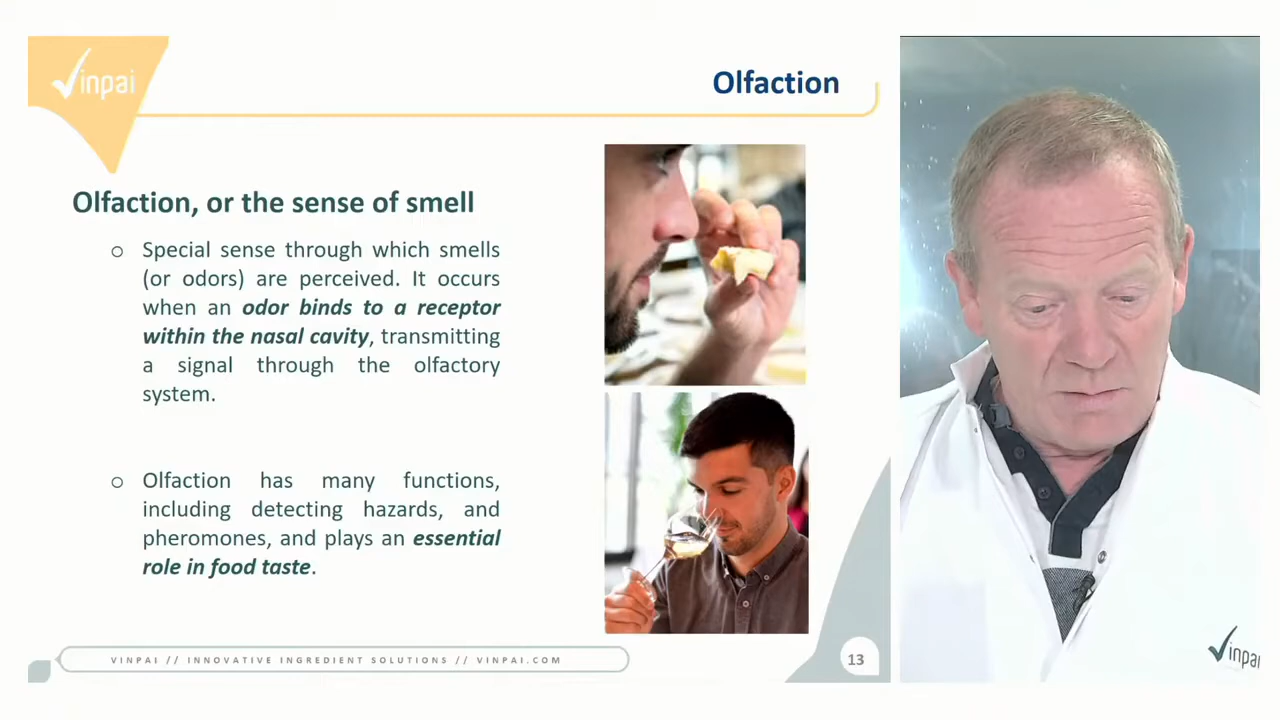 Vinpai
Olfaction
Olfaction, or the sense of smell
Special sense through which smells
(or odors) are perceived. It occurs
when an odor binds to a receptor
within the nasal cavity, transmitting
a signal through the olfactory
system.
Olfaction has many functions,
including detecting hazards, and
pheromones, and plays an essential
role in food taste.
VINPAI // INNOVATIVE INGREDIENT SOLUTIONS // VINPAI.COM
13
Vinpai